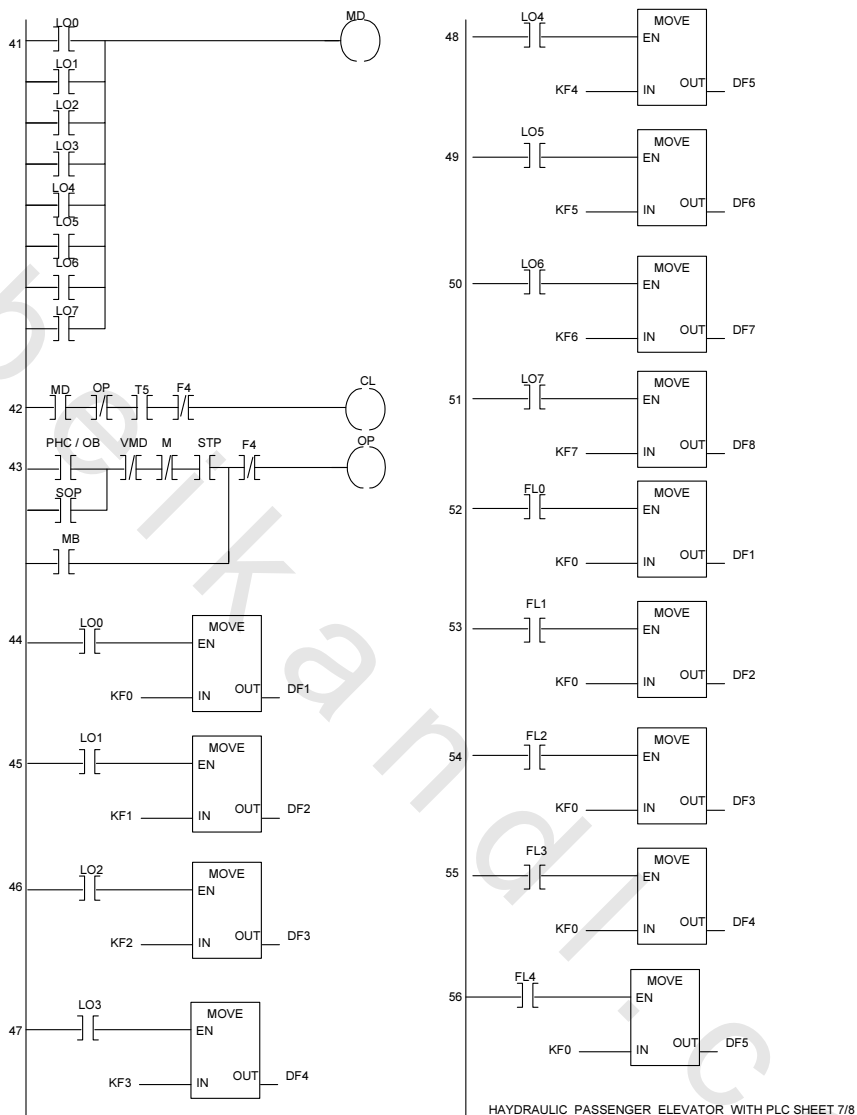 LO0
MD
41
LO1
LO2
LO3
LO4
LO5
LO6
LO7
MD OP T5 F4 CL
42
PHC / OB VMD M STP F4 OP
43
SOP
MB
LO0
MOVE
44
EN
KF0 IN OUT DF1
LO1
MOVE
45
EN
KF1 IN OUT DF2
LO2
MOVE
46
EN
KF2 IN OUT DF3
LO3
MOVE
47
EN
KF3 IN OUT DF4
LO4
MOVE
48
EN
KF4 IN OUT DF5
LO5
MOVE
49
EN
KF5 IN OUT DF6
LO6
MOVE
50
EN
KF6 IN OUT DF7
LO7
MOVE
51
EN
KF7 IN OUT DF8
FL0
MOVE
52
EN
KF0 IN OUT DF1
FL1
MOVE
53
EN
KF0 IN OUT DF2
FL2
MOVE
54
EN
KF0 IN OUT DF3
FL3
MOVE
55
EN
KF0 IN OUT DF4
FL4
MOVE
56
EN
KF0 IN OUT DF5
HAYDRAULIC PASSENGER ELEVATOR WITH PLC SHEET 7/8
beikandl.c